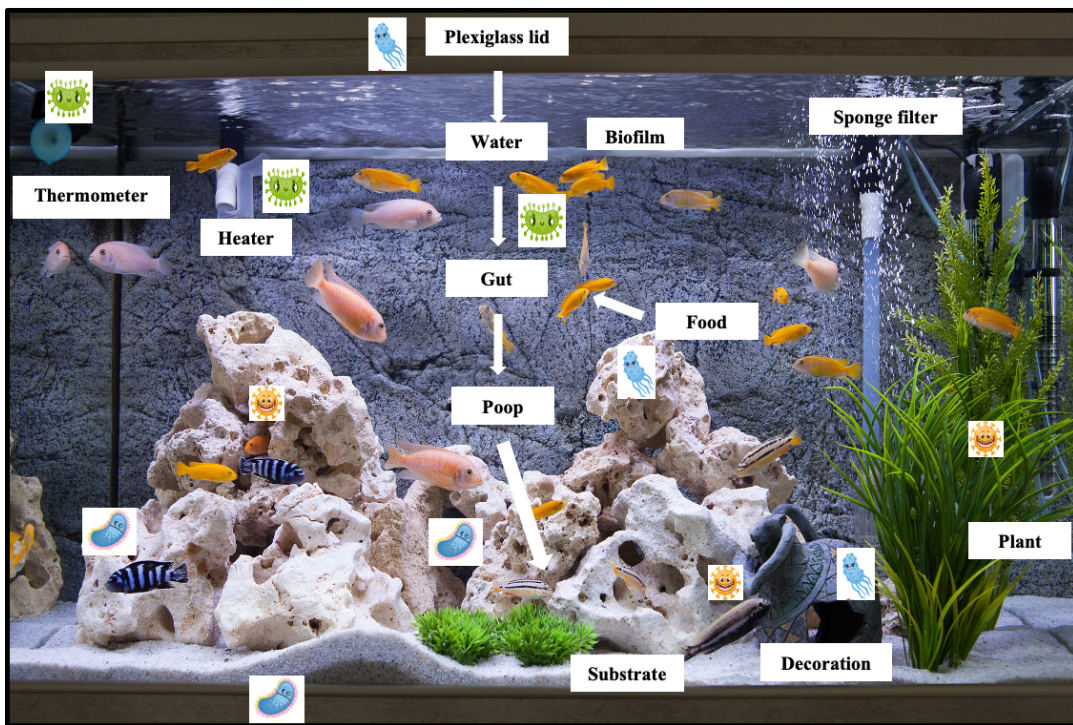 Plexiglass lid
Water
Biofilm
Sponge filter
Thermometer
Heater
Gut
Food
Poop
Plant
Substrate
Decoration